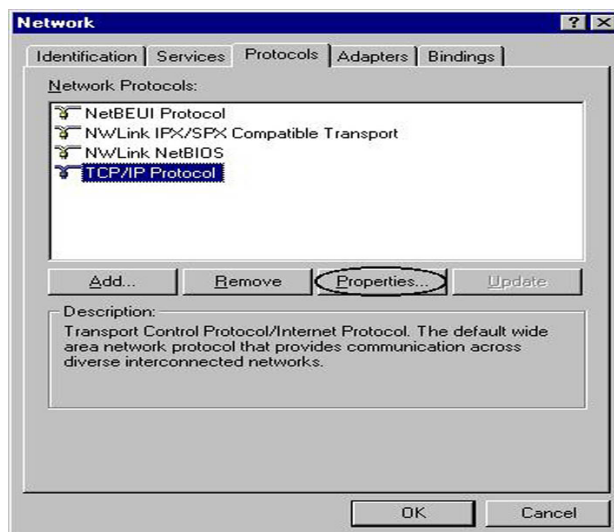 Network
Identification Services Protocols Adapters Bindings
Network Protocols:
NetBEUI Protocol
NWLink IPX/SPX Compatible Transport
NWLink NetBIOS
TCP/IP Protocol
Add... Remove Properties... Update
Description:
Transport Control Protocol/Internet Protocol. The default wide
area network protocol that provides communication across
diverse interconnected networks.
OK Cancel